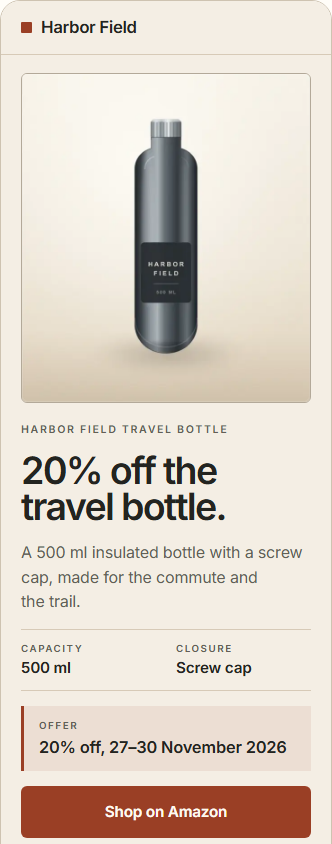 Harbor Field
HARBOR
FIELD
500 ML
HARBOR FIELD TRAVEL BOTTLE
20% off the
travel bottle.
A 500 ml insulated bottle with a screw
cap, made for the commute and
the trail.
CAPACITY
500 ml
CLOSURE
Screw cap
OFFER
20% off, 27–30 November 2026
Shop on Amazon